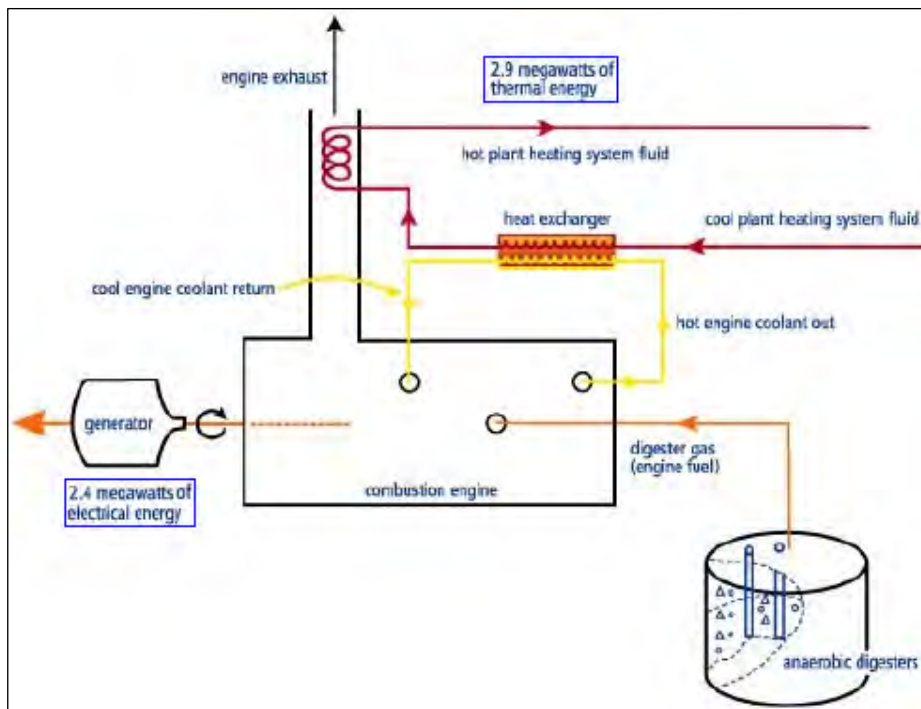 engine exhaust
2.9 megawatts of
thermal energy
hot plant heating system fluid
heat exchanger
cool plant heating system fluid
cool engine coolant return
hot engine coolant out
generator
digester gas
(engine fuel)
2.4 megawatts of
electrical energy
combustion engine
anaerobic digesters